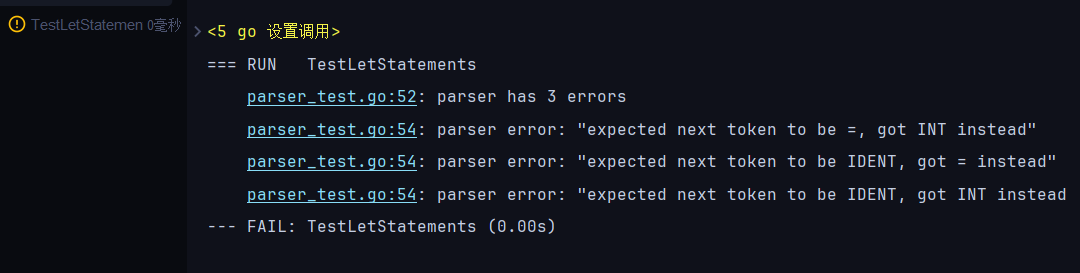 TestLetStatemen 0毫秒
<5 go 设置调用>
=== RUN   TestLetStatements
parser_test.go:52: parser has 3 errors
parser_test.go:54: parser error: "expected next token to be =, got INT instead"
parser_test.go:54: parser error: "expected next token to be IDENT, got = instead"
parser_test.go:54: parser error: "expected next token to be IDENT, got INT instead
--- FAIL: TestLetStatements (0.00s)